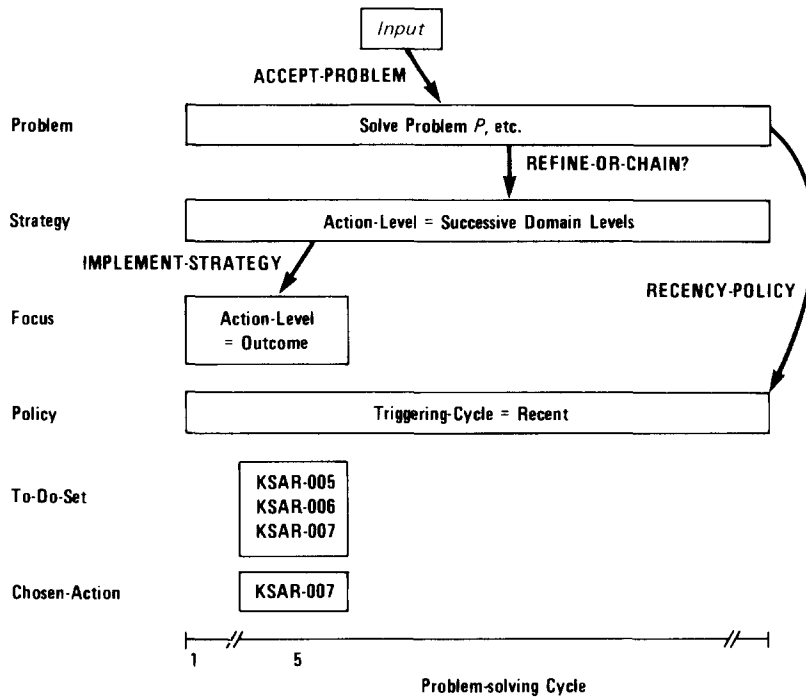 Input
ACCEPT-PROBLEM
Problem
Solve Problem P, etc.
REFINE-OR-CHAIN?
Strategy
Action-Level = Successive Domain Levels
IMPLEMENT-STRATEGY
RECENCY-POLICY
Focus
Action-Level
= Outcome
Policy
Triggering-Cycle = Recent
To-Do-Set
KSAR-005
KSAR-006
KSAR-007
Chosen-Action
KSAR-007
1 5
Problem-solving Cycle